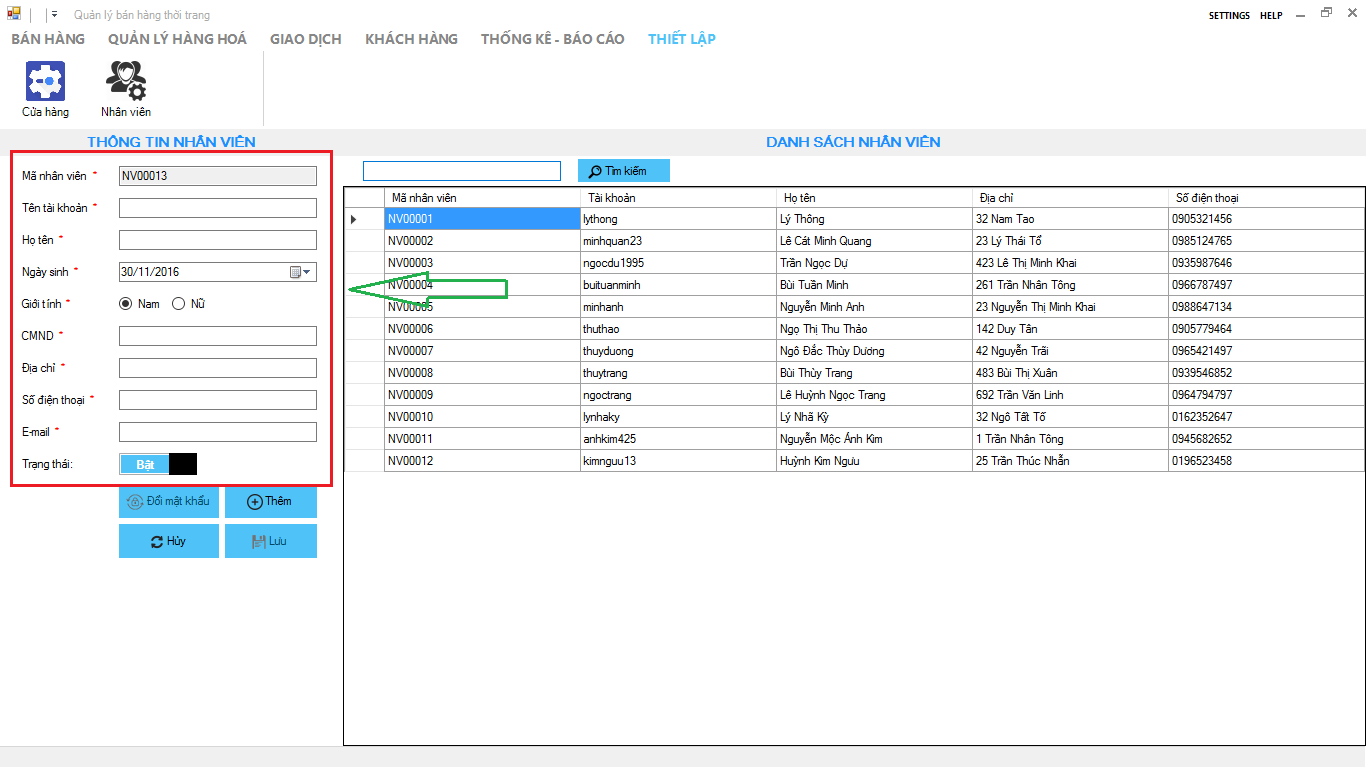 Quản lý bán hàng thời trang
SETTINGS HELP
BÁN HÀNG QUẢN LÝ HÀNG HOÁ GIAO DỊCH KHÁCH HÀNG THỐNG KÊ - BÁO CÁO THIẾT LẬP
Cửa hàng Nhân viên
THÔNG TIN NHÂN VIÊN
Mã nhân viên * NV00013
Tên tài khoản *
Họ tên *
Ngày sinh * 30/11/2016
Giới tính * Nam Nữ
CMND *
Địa chỉ *
Số điện thoại *
E-mail *
Trạng thái: Bật
Đổi mật khẩu Thêm
Hủy Lưu
DANH SÁCH NHÂN VIÊN
Tìm kiếm
Mã nhân viên Tài khoản Họ tên Địa chỉ Số điện thoại
NV00001 lythong Lý Thông 32 Nam Tao 0905321456
NV00002 minhquan23 Lê Cát Minh Quang 23 Lý Thái Tổ 0985124765
NV00003 ngocdu1995 Trần Ngọc Dự 423 Lê Thị Minh Khai 0935987646
NV00004 buituanminh Bùi Tuấn Minh 261 Trần Nhân Tông 0966787497
NV00005 minhanh Nguyễn Minh Anh 23 Nguyễn Thị Minh Khai 0988647134
NV00006 thuthao Ngọ Thị Thu Thảo 142 Duy Tân 0905779464
NV00007 thuyduong Ngô Đắc Thùy Dương 42 Nguyễn Trãi 0965421497
NV00008 thuytrang Bùi Thùy Trang 483 Bùi Thị Xuân 0939546852
NV00009 ngoctrang Lê Huỳnh Ngọc Trang 692 Trần Văn Linh 0964794797
NV00010 lynhaky Lý Nhã Kỳ 32 Ngô Tất Tố 0162352647
NV00011 anhkim425 Nguyễn Mộc Ánh Kim 1 Trần Nhân Tông 0945682652
NV00012 kimnguu13 Huỳnh Kim Ngưu 25 Trần Thúc Nhẫn 0196523458